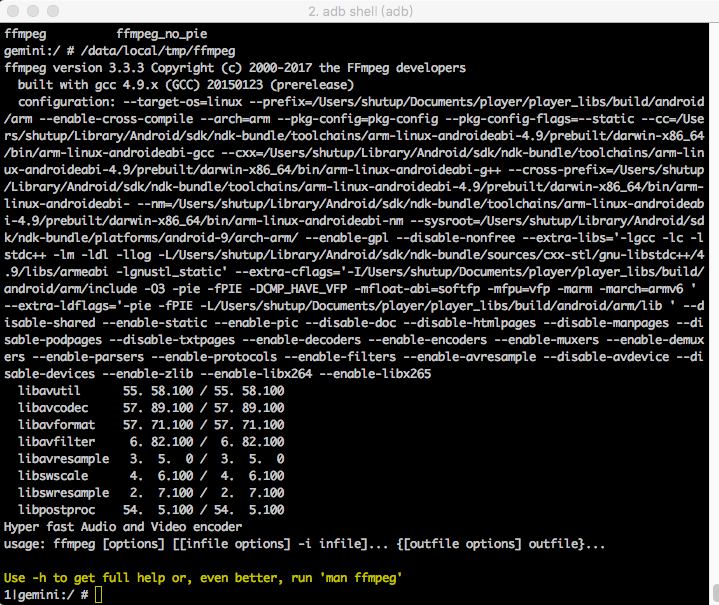 2. adb shell (adb)
ffmpeg          ffmpeg_no_pie
gemini:/ # /data/local/tmp/ffmpeg
ffmpeg version 3.3.3 Copyright (c) 2000-2017 the FFmpeg developers
  built with gcc 4.9.x (GCC) 20150123 (prerelease)
  configuration: --target-os=linux --prefix=/Users/shutup/Documents/player/player_libs/build/android
/arm --enable-cross-compile --arch=arm --pkg-config=pkg-config --pkg-config-flags=--static --cc=/Use
rs/shutup/Library/Android/sdk/ndk-bundle/toolchains/arm-linux-androideabi-4.9/prebuilt/darwin-x86_64
/bin/arm-linux-androideabi-gcc --cxx=/Users/shutup/Library/Android/sdk/ndk-bundle/toolchains/arm-lin
ux-androideabi-4.9/prebuilt/darwin-x86_64/bin/arm-linux-androideabi-g++ --cross-prefix=/Users/shutup
/Library/Android/sdk/ndk-bundle/toolchains/arm-linux-androideabi-4.9/prebuilt/darwin-x86_64/bin/arm-
linux-androideabi- --nm=/Users/shutup/Library/Android/sdk/ndk-bundle/toolchains/arm-linux-androideab
i-4.9/prebuilt/darwin-x86_64/bin/arm-linux-androideabi-nm --sysroot=/Users/shutup/Library/Android/sd
k/ndk-bundle/platforms/android-9/arch-arm/ --enable-gpl --disable-nonfree --extra-libs='-lgcc -lc -l
stdc++ -lm -ldl -llog -L/Users/shutup/Library/Android/sdk/ndk-bundle/sources/cxx-stl/gnu-libstdc++/4
.9/libs/armeabi -lgnustl_static' --extra-cflags='-I/Users/shutup/Documents/player/player_libs/build/
android/arm/include -O3 -pie -fPIE -DCMP_HAVE_VFP -mfloat-abi=softfp -mfpu=vfp -marm -march=armv6 '
--extra-ldflags='-pie -fPIE -L/Users/shutup/Documents/player/player_libs/build/android/arm/lib ' --d
isable-shared --enable-static --enable-pic --disable-doc --disable-htmlpages --disable-manpages --di
sable-podpages --disable-txtpages --enable-decoders --enable-encoders --enable-muxers --enable-demux
ers --enable-parsers --enable-protocols --enable-filters --enable-avresample --disable-avdevice --di
sable-devices --enable-zlib --enable-libx264 --enable-libx265
  libavutil      55. 58.100 / 55. 58.100
  libavcodec     57. 89.100 / 57. 89.100
  libavformat    57. 71.100 / 57. 71.100
  libavfilter     6. 82.100 /  6. 82.100
  libavresample   3.  5.  0 /  3.  5.  0
  libswscale      4.  6.100 /  4.  6.100
  libswresample   2.  7.100 /  2.  7.100
  libpostproc    54.  5.100 / 54.  5.100
Hyper fast Audio and Video encoder
usage: ffmpeg [options] [[infile options] -i infile]... {[outfile options] outfile}...

Use -h to get full help or, even better, run 'man ffmpeg'
1|gemini:/ #